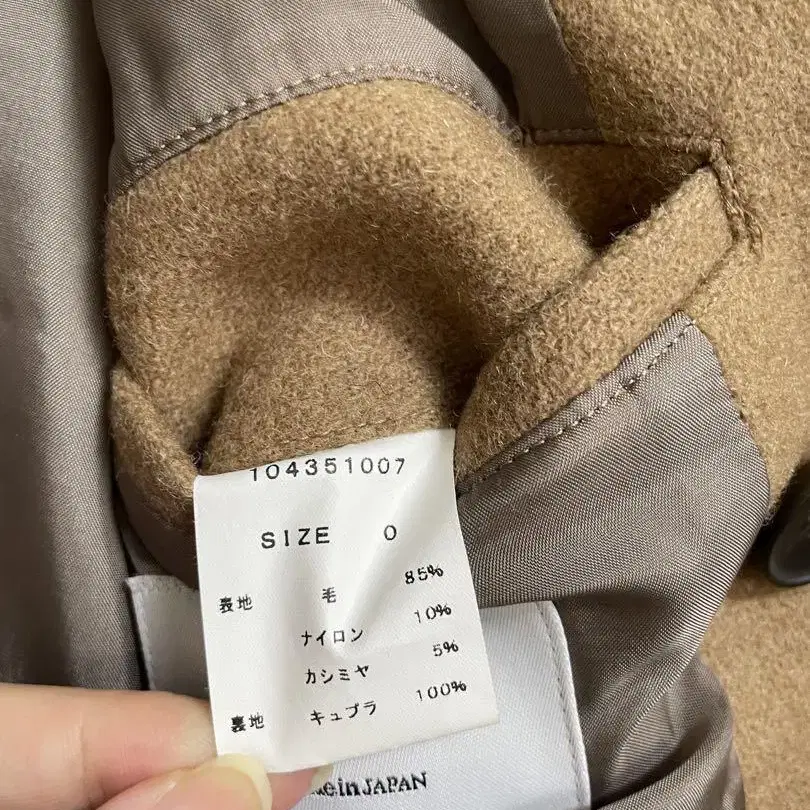 104351007
SIZE 0
表地 毛 85%
ナイロン 10%
カシミヤ 5%
裏地 キュプラ 100%
in JAPAN